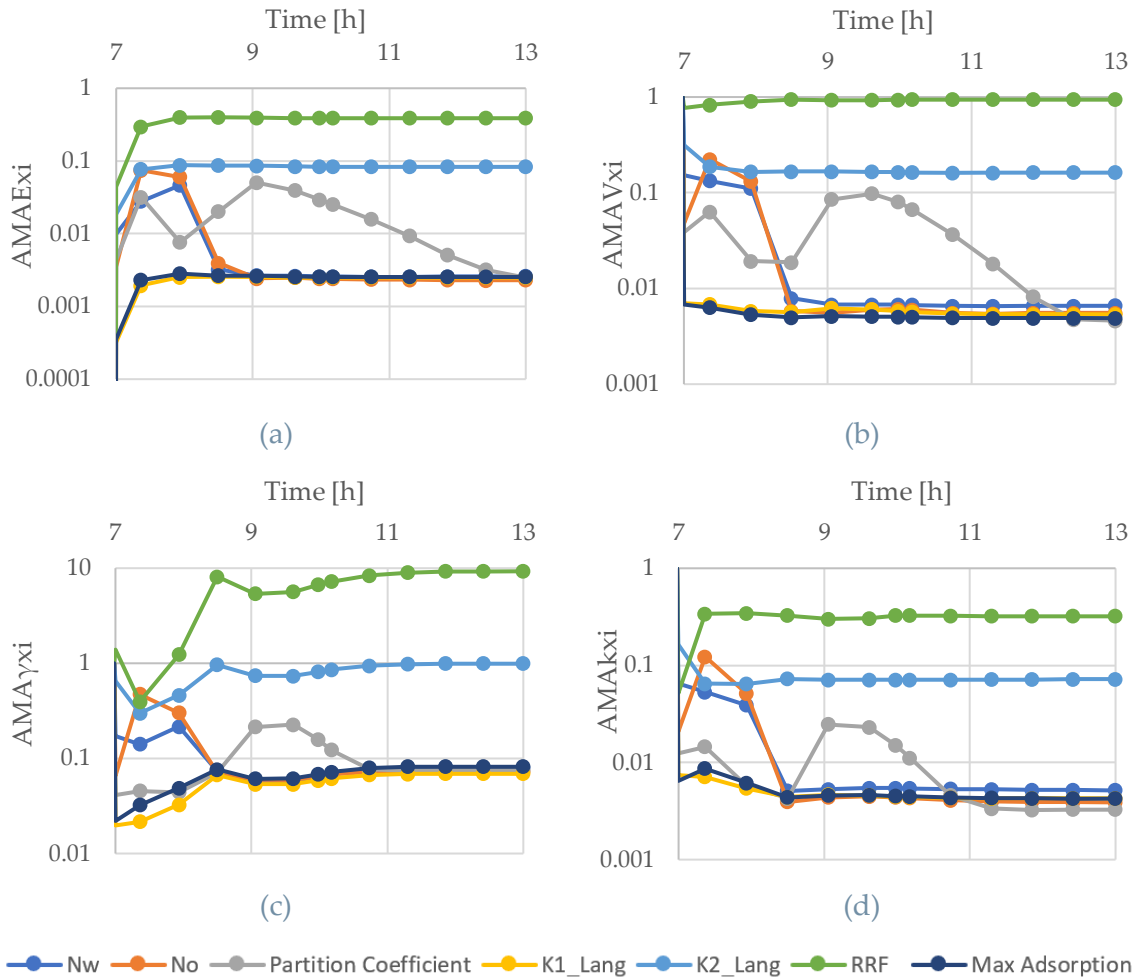 Time [h]
7 9 11 13
1
0.1
0.01
0.001
0.0001
AMAExi
(a)
Time [h]
7 9 11 13
1
0.1
0.01
0.001
AMAVxi
(b)
Time [h]
7 9 11 13
10
1
0.1
0.01
AMAγxi
(c)
Time [h]
7 9 11 13
1
0.1
0.01
0.001
AMAkxi
(d)
Nw No Partition Coefficient K1_Lang K2_Lang RRF Max Adsorption